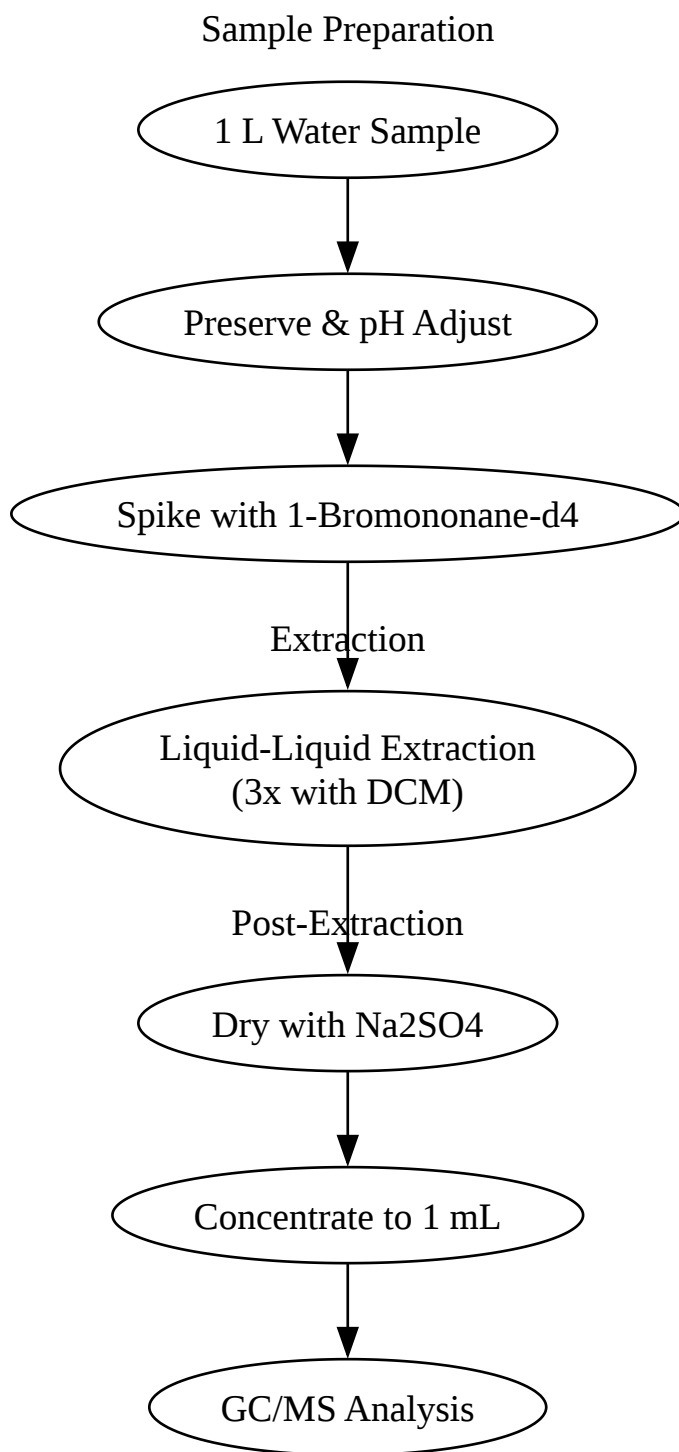 Sample Preparation
1 L Water Sample
Preserve & pH Adjust
Spike with 1-Bromononane-d4
Extraction
Liquid-Liquid Extraction
(3x with DCM)
Post-Extraction
Dry with Na2SO4
Concentrate to 1 mL
GC/MS Analysis